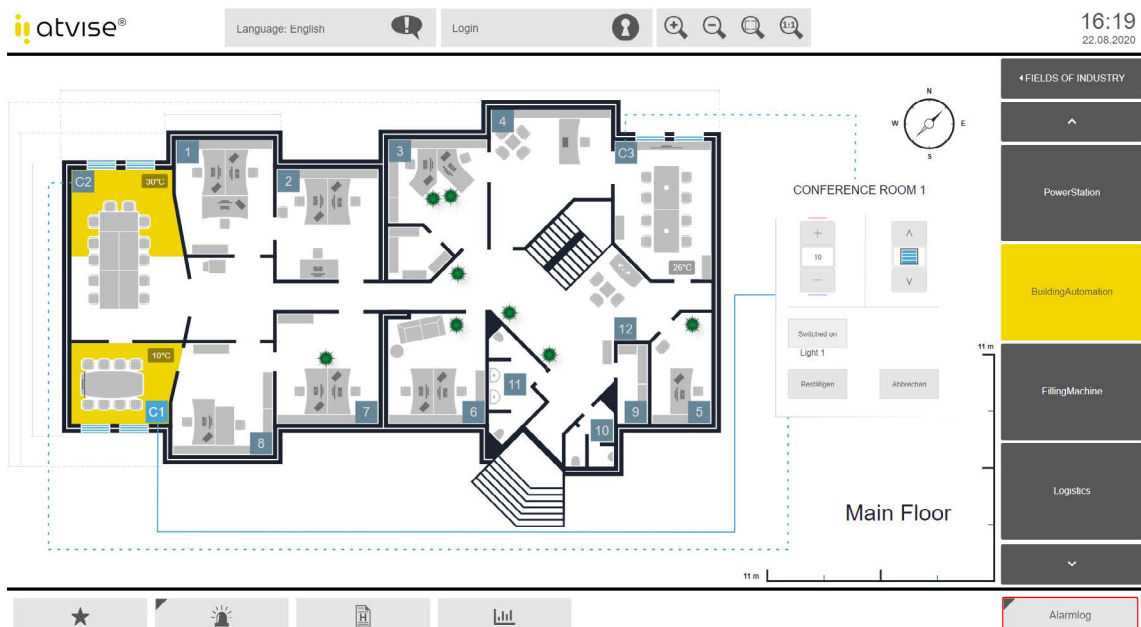 atvise®
Language: English
Login
1:1
16:19
22.08.2020
FIELDS OF INDUSTRY
PowerStation
BuildingAutomation
FillingMachine
Logistics
N
W E
S
CONFERENCE ROOM 1
+
10
−
Switched on
Light 1
Bestätigen Abbrechen
C2
30°C
1
2
3
4
C3
26°C
10°C
C1
8
7
6
11
12
10
9
5
Main Floor
11 m
11 m
H
Alarmlog